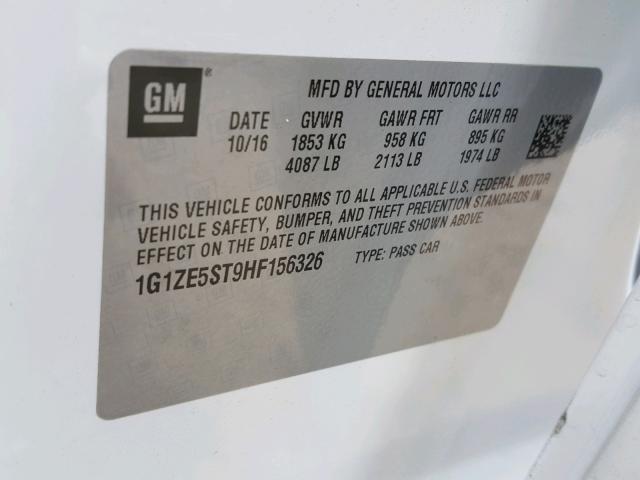 GM®
MFD BY GENERAL MOTORS LLC
DATE GVWR GAWR FRT GAWR RR
10/16 1853 KG 958 KG 895 KG
4087 LB 2113 LB 1974 LB
THIS VEHICLE CONFORMS TO ALL APPLICABLE U.S. FEDERAL MOTOR
VEHICLE SAFETY, BUMPER, AND THEFT PREVENTION STANDARDS IN
EFFECT ON THE DATE OF MANUFACTURE SHOWN ABOVE.
1G1ZE5ST9HF156326 TYPE: PASS CAR